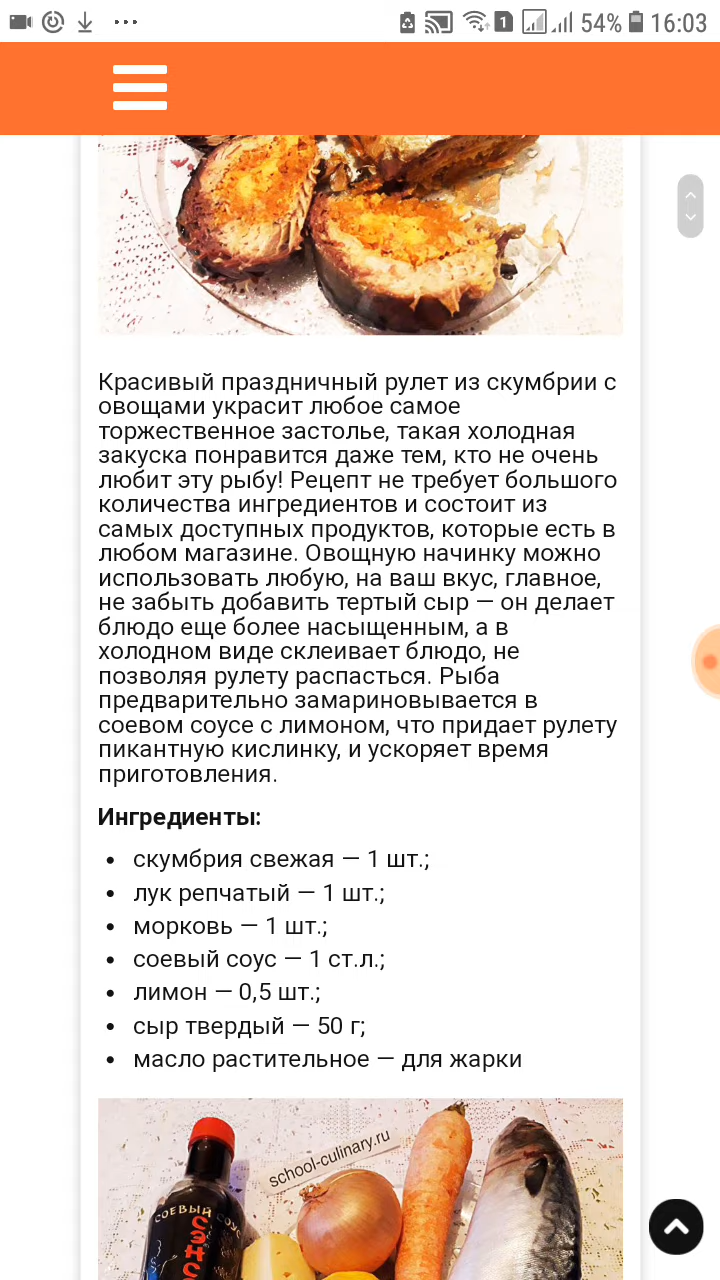 54% 16:03
1
Красивый праздничный рулет из скумбрии с
овощами украсит любое самое
торжественное застолье, такая холодная
закуска понравится даже тем, кто не очень
любит эту рыбу! Рецепт не требует большого
количества ингредиентов и состоит из
самых доступных продуктов, которые есть в
любом магазине. Овощную начинку можно
использовать любую, на ваш вкус, главное,
не забыть добавить тертый сыр — он делает
блюдо еще более насыщенным, а в
холодном виде склеивает блюдо, не
позволяя рулету распасться. Рыба
предварительно замариновывается в
соевом соусе с лимоном, что придает рулету
пикантную кислинку, и ускоряет время
приготовления.
Ингредиенты:
• скумбрия свежая — 1 шт.;
• лук репчатый — 1 шт.;
• морковь — 1 шт.;
• соевый соус — 1 ст.л.;
• лимон — 0,5 шт.;
• сыр твердый — 50 г;
• масло растительное — для жарки
school-culinary.ru
СОЕВЫЙ СОУС